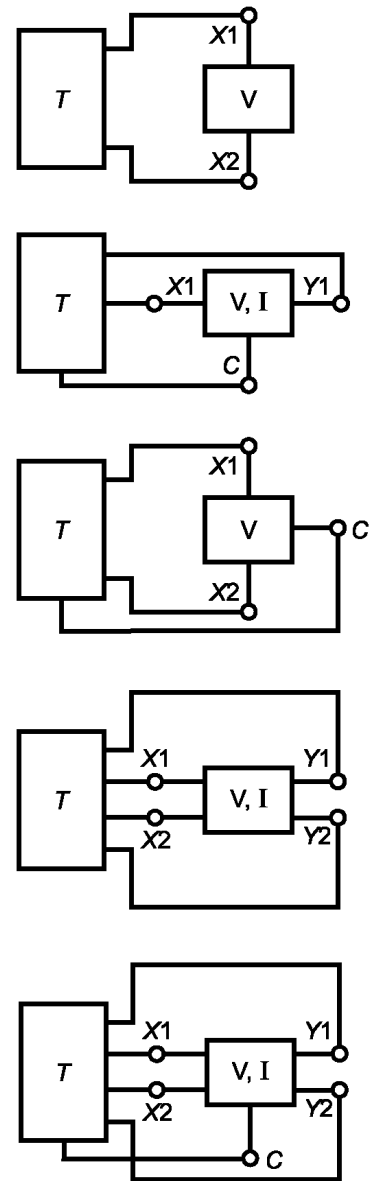 X1
T V
X2
X1 Y1
T V, I
C
X1
T V C
X2
X1 Y1
T V, I
X2 Y2
X1 Y1
T V, I
X2 Y2
C